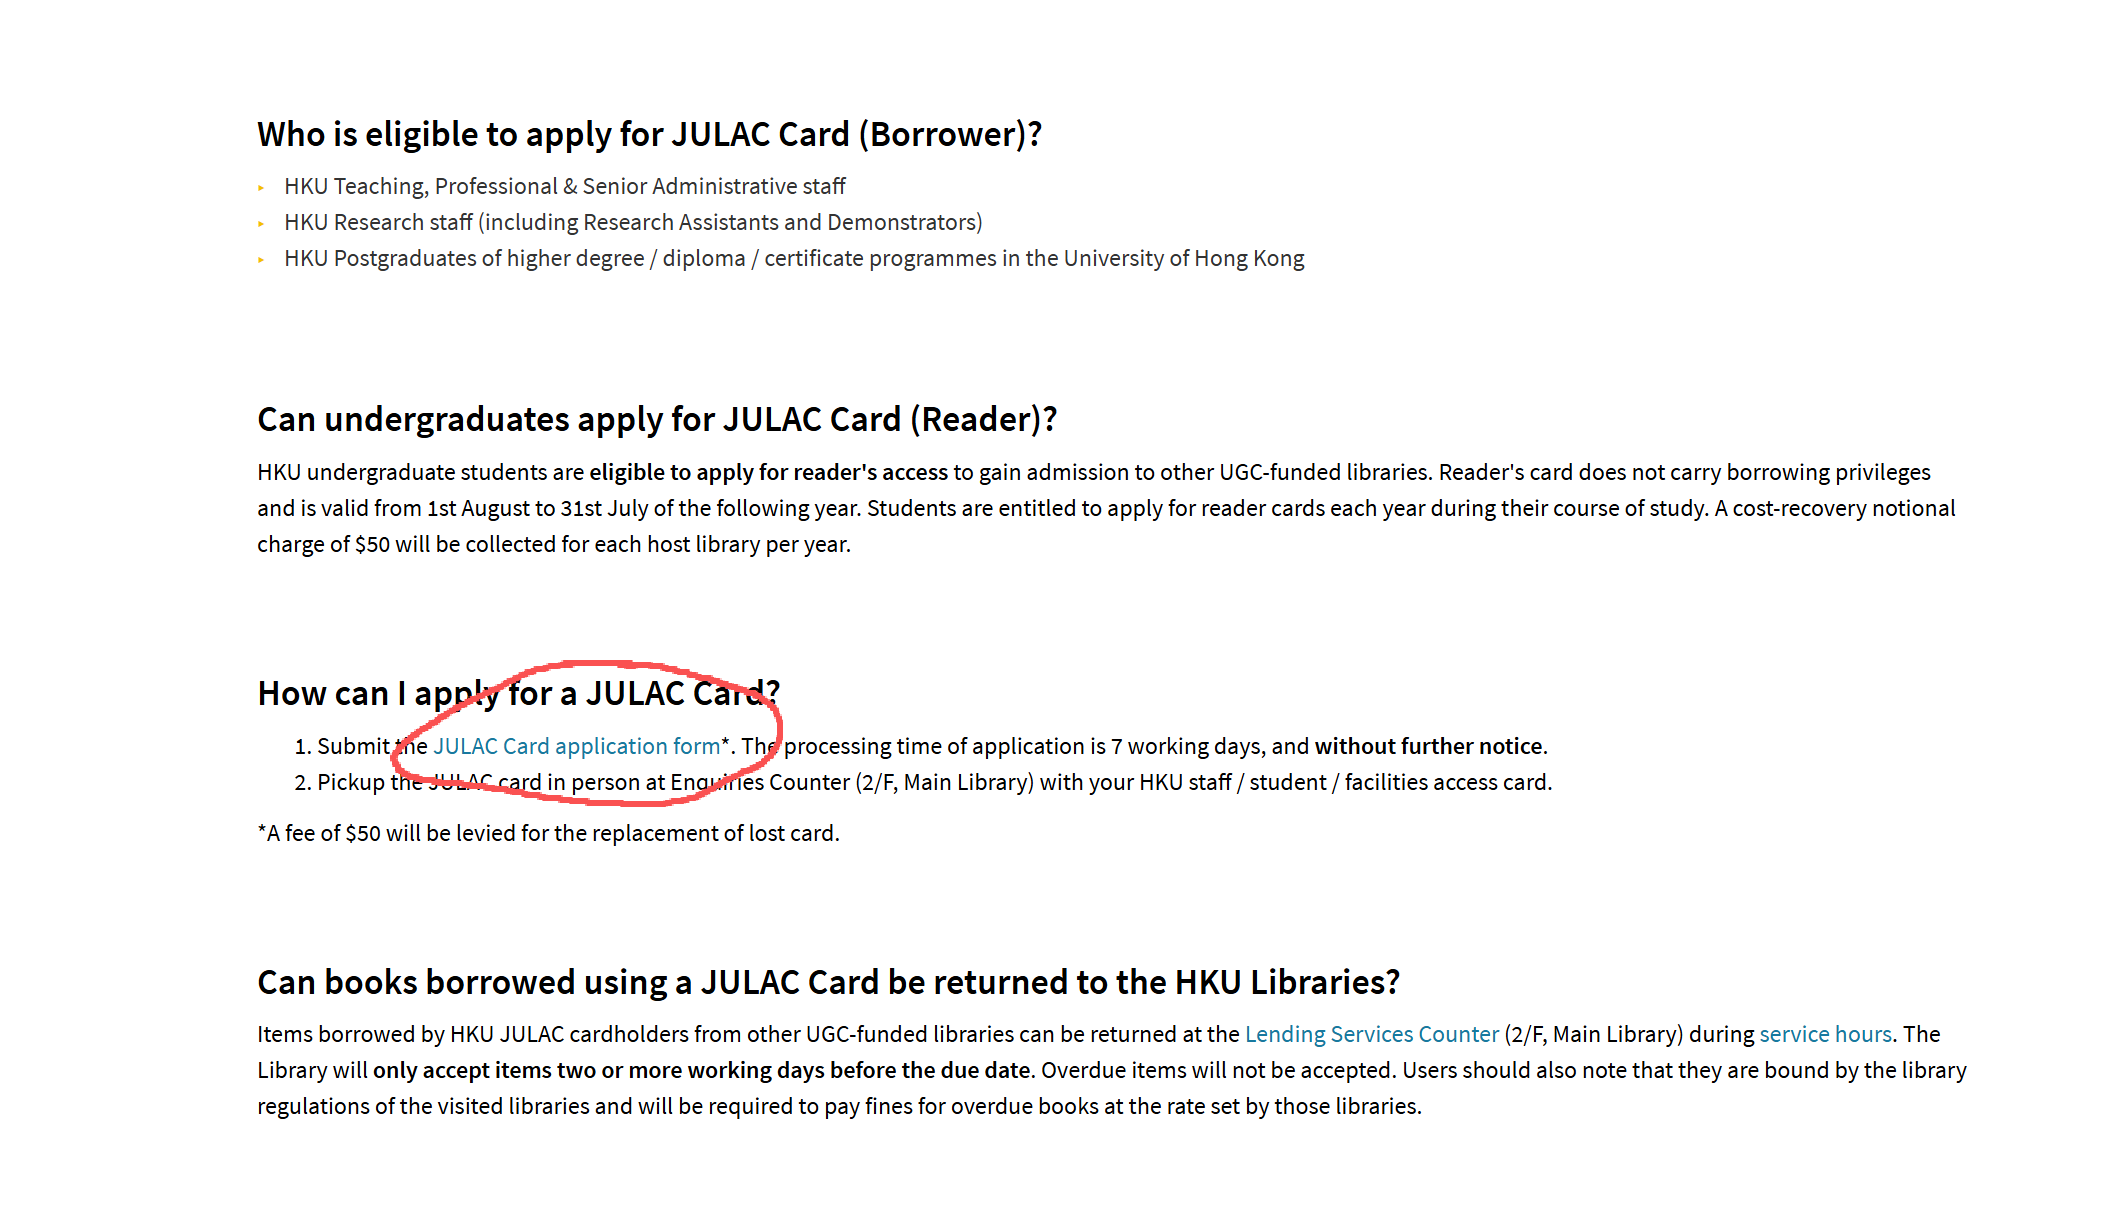 Who is eligible to apply for JULAC Card (Borrower)?
HKU Teaching, Professional & Senior Administrative staff
HKU Research staff (including Research Assistants and Demonstrators)
HKU Postgraduates of higher degree / diploma / certificate programmes in the University of Hong Kong
Can undergraduates apply for JULAC Card (Reader)?
HKU undergraduate students are eligible to apply for reader's access to gain admission to other UGC-funded libraries. Reader's card does not carry borrowing privileges
and is valid from 1st August to 31st July of the following year. Students are entitled to apply for reader cards each year during their course of study. A cost-recovery notional
charge of $50 will be collected for each host library per year.
How can I apply for a JULAC Card?
1. Submit the JULAC Card application form*. The processing time of application is 7 working days, and without further notice.
2. Pickup the JULAC card in person at Enquiries Counter (2/F, Main Library) with your HKU staff / student / facilities access card.
*A fee of $50 will be levied for the replacement of lost card.
Can books borrowed using a JULAC Card be returned to the HKU Libraries?
Items borrowed by HKU JULAC cardholders from other UGC-funded libraries can be returned at the Lending Services Counter (2/F, Main Library) during service hours. The
Library will only accept items two or more working days before the due date. Overdue items will not be accepted. Users should also note that they are bound by the library
regulations of the visited libraries and will be required to pay fines for overdue books at the rate set by those libraries.